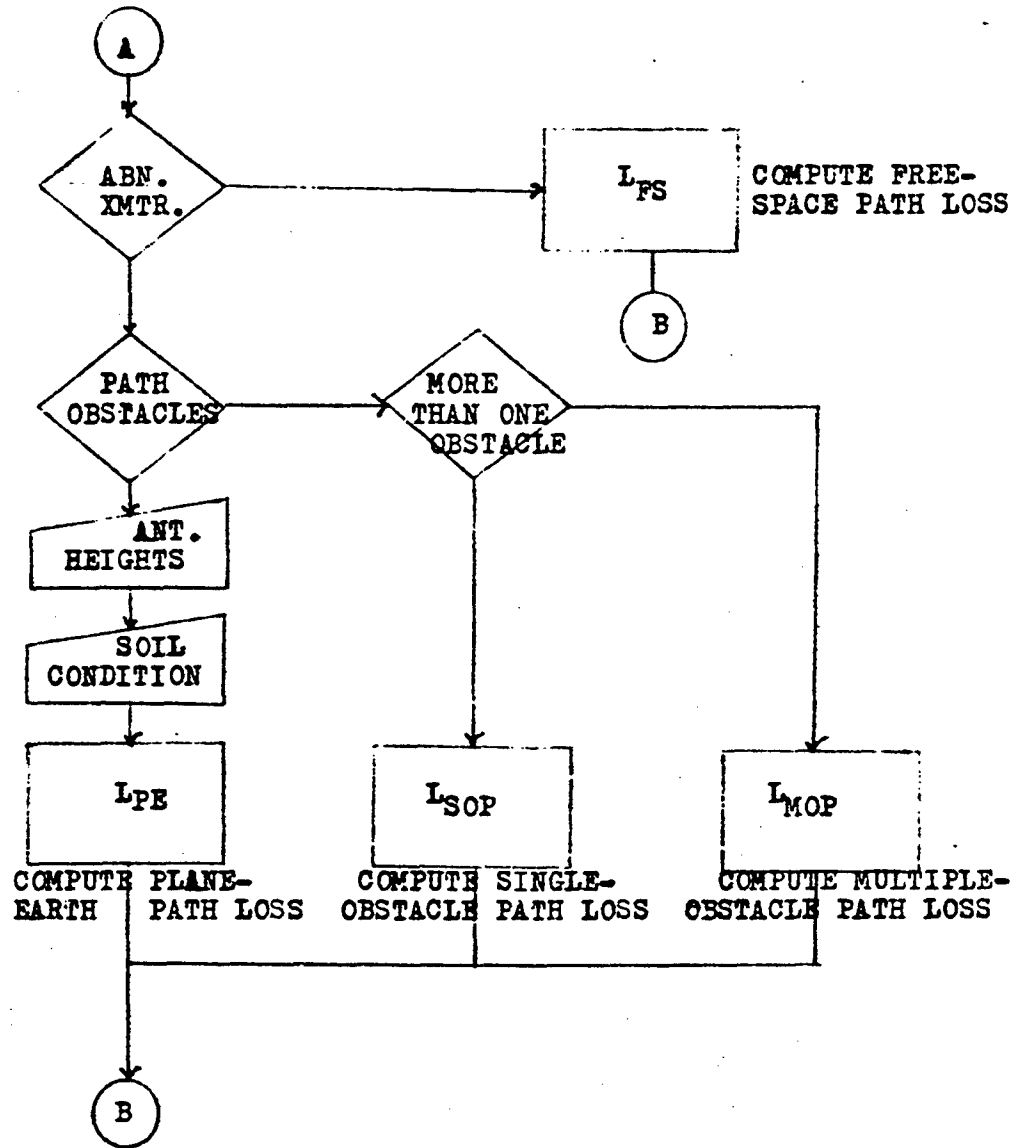 A
ABN.
XMTR.
L_FS
COMPUTE FREE-
SPACE PATH LOSS
B
PATH
OBSTACLES
MORE
THAN ONE
OBSTACLE
ANT.
HEIGHTS
SOIL
CONDITION
L_PE
COMPUTE PLANE-
EARTH PATH LOSS
L_SOP
COMPUTE SINGLE-
OBSTACLE PATH LOSS
L_MOP
COMPUTE MULTIPLE-
OBSTACLE PATH LOSS
B